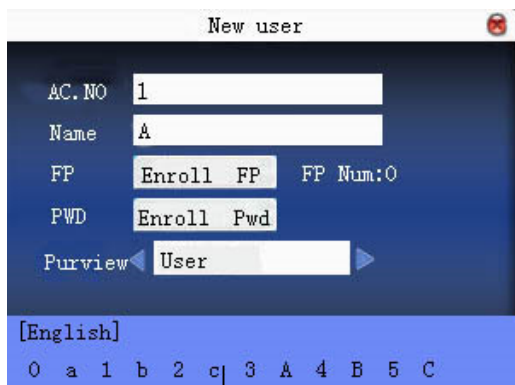 New user
AC.NO 1
Name A
FP Enroll FP FP Num:0
PWD Enroll Pwd
Purview User
[English]
0 a 1 b 2 c 3 A 4 B 5 C